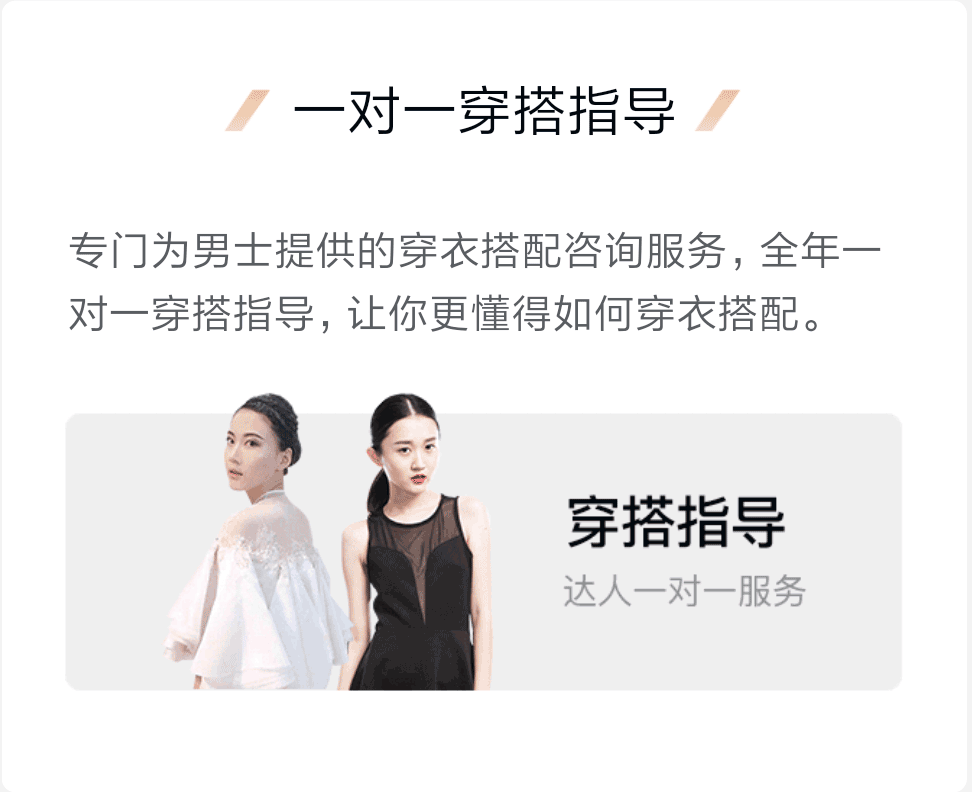 一对一穿搭指导
专门为男士提供的穿衣搭配咨询服务，全年一
对一穿搭指导，让你更懂得如何穿衣搭配。
穿搭指导
达人一对一服务